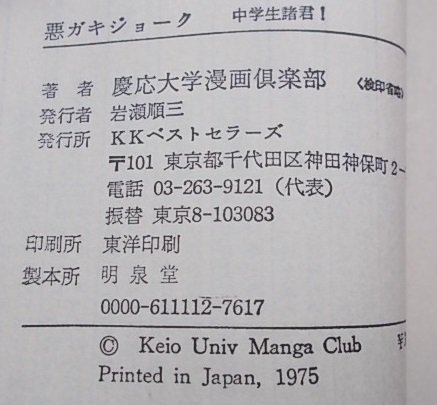 悪ガキジョーク 中学生諸君!
著者 慶応大学漫画倶楽部 〈検印省略〉
発行者 岩瀬順三
発行所 KKベストセラーズ
〒101 東京都千代田区神田神保町2-
電話 03-263-9121(代表)
振替 東京8-103083
印刷所 東洋印刷
製本所 明泉堂
0000-611112-7617
© Keio Univ Manga Club
Printed in Japan, 1975